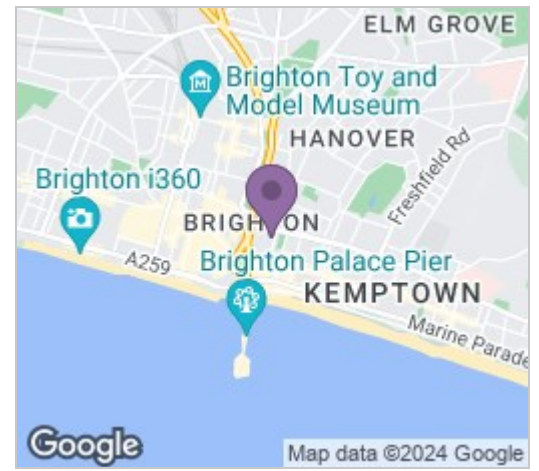 ELM GROVE
Brighton Toy and
Model Museum
HANOVER
Freshfield Rd
Brighton i360
BRIGHTON
A259
Brighton Palace Pier
KEMPTOWN
Marine Parade
Google
Map data ©2024 Google